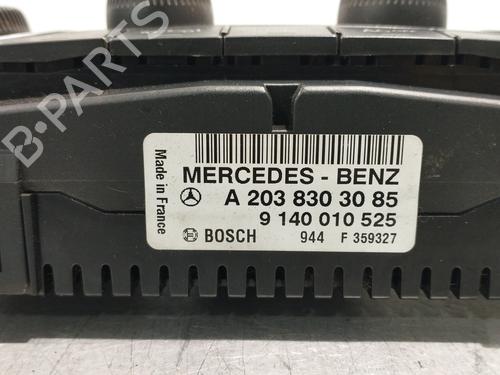 B-PARTS
Made in France
MERCEDES - BENZ
A 203 830 30 85
9 140 010 525
BOSCH 944 F 359327